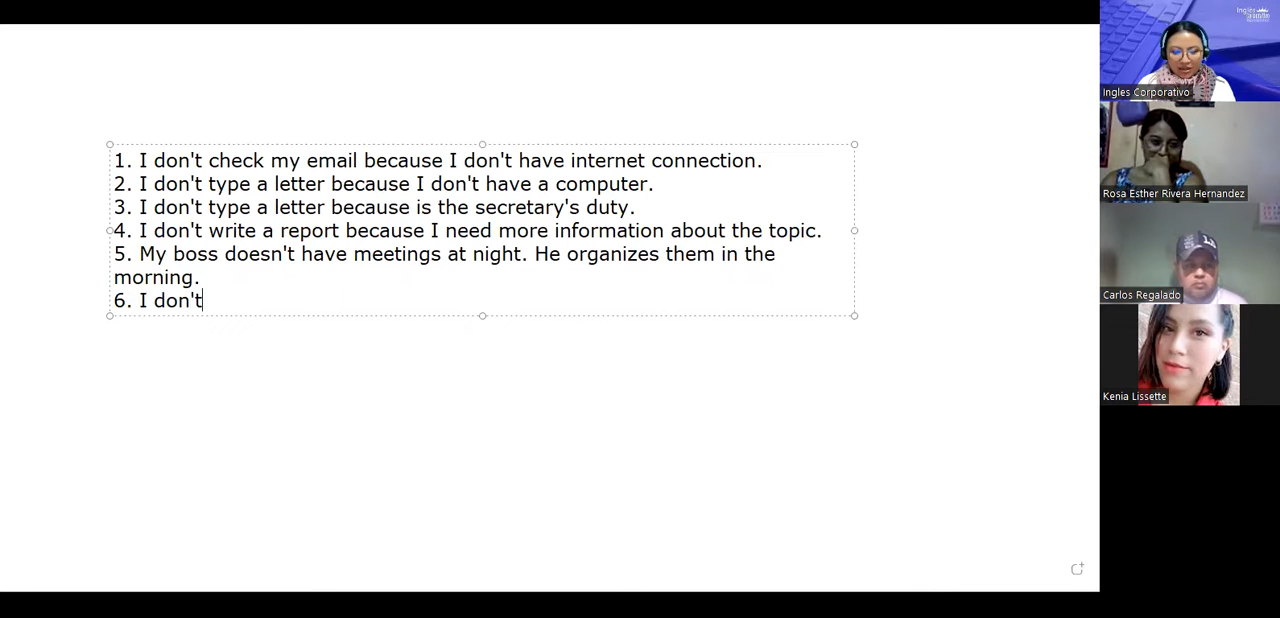 1. I don't check my email because I don't have internet connection.
2. I don't type a letter because I don't have a computer.
3. I don't type a letter because is the secretary's duty.
4. I don't write a report because I need more information about the topic.
5. My boss doesn't have meetings at night. He organizes them in the
morning.
6. I don't
Ingles
Ingles Corporativo
Rosa Esther Rivera Hernandez
Carlos Regalado
Kenia Lissette